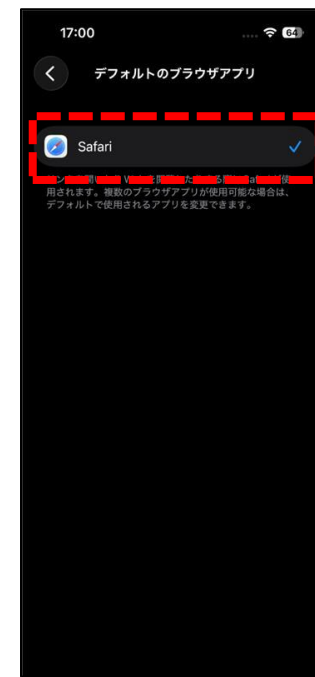 17:00
64
デフォルトのブラウザアプリ
Safari
用されます。複数のブラウザアプリが使用可能な場合は、
デフォルトで使用されるアプリを変更できます。